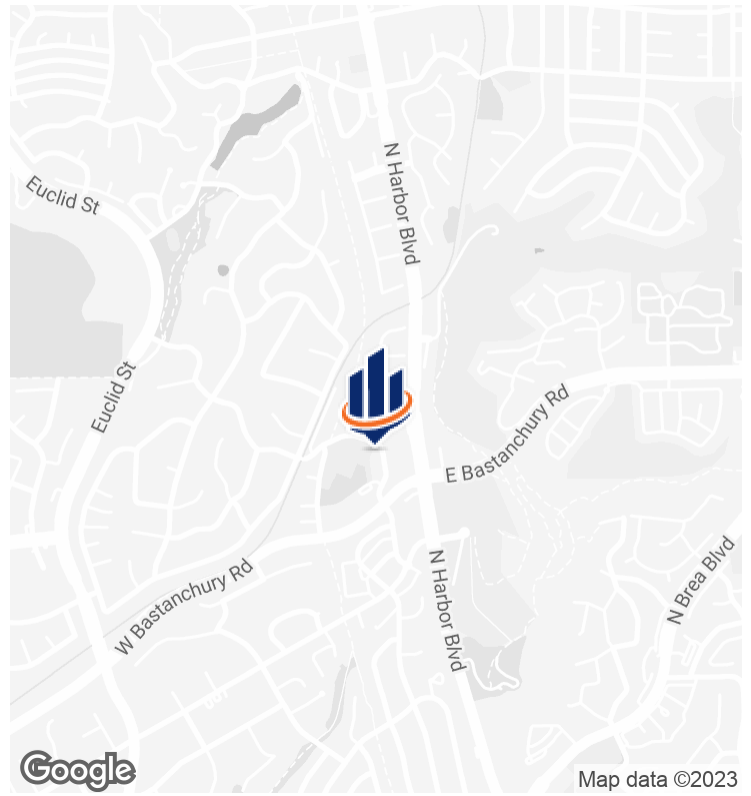 N Harbor Blvd
Euclid St
Euclid St
E Bastanchury Rd
N Harbor Blvd
N Brea Blvd
W Bastanchury Rd
Google
Map data ©2023